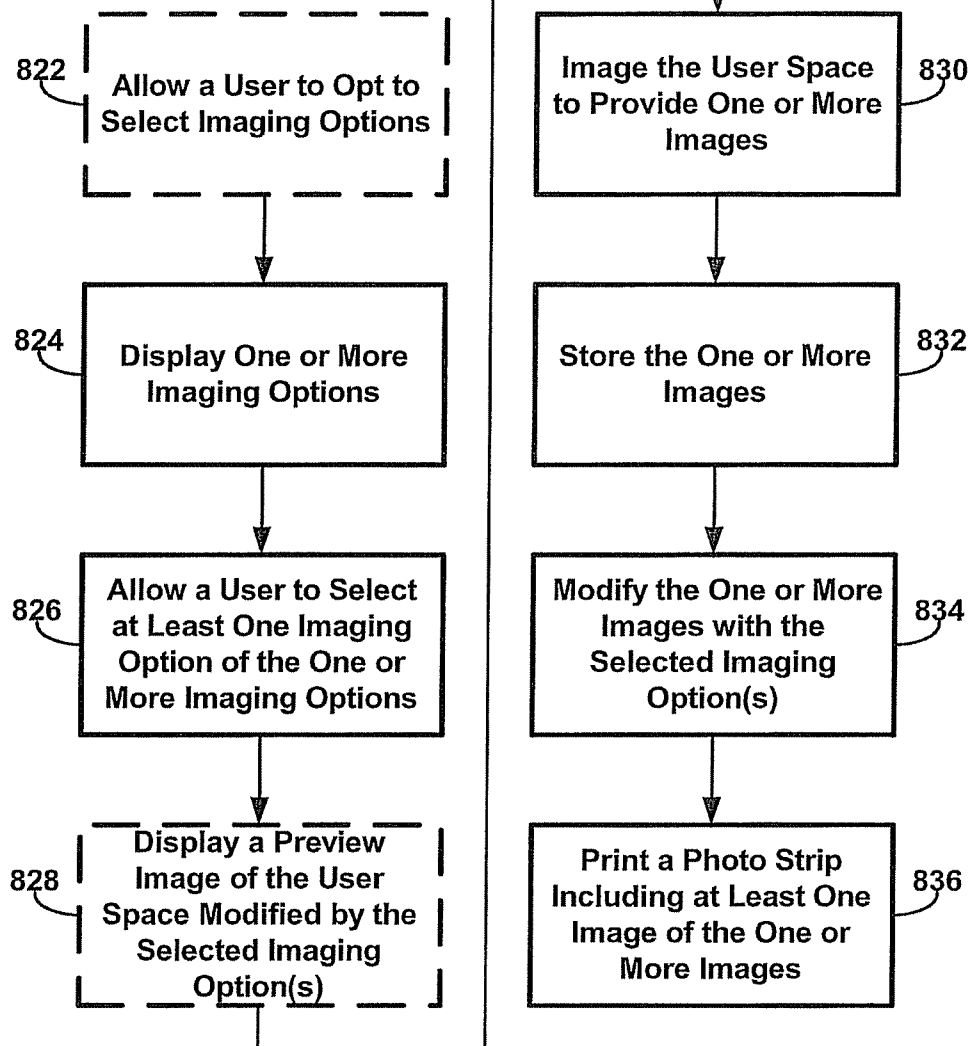 822
Allow a User to Opt to
Select Imaging Options
824
Display One or More
Imaging Options
826
Allow a User to Select
at Least One Imaging
Option of the One or
More Imaging Options
828
Display a Preview
Image of the User
Space Modified by the
Selected Imaging
Option(s)
830
Image the User Space
to Provide One or More
Images
832
Store the One or More
Images
834
Modify the One or More
Images with the
Selected Imaging
Option(s)
836
Print a Photo Strip
Including at Least One
Image of the One or
More Images